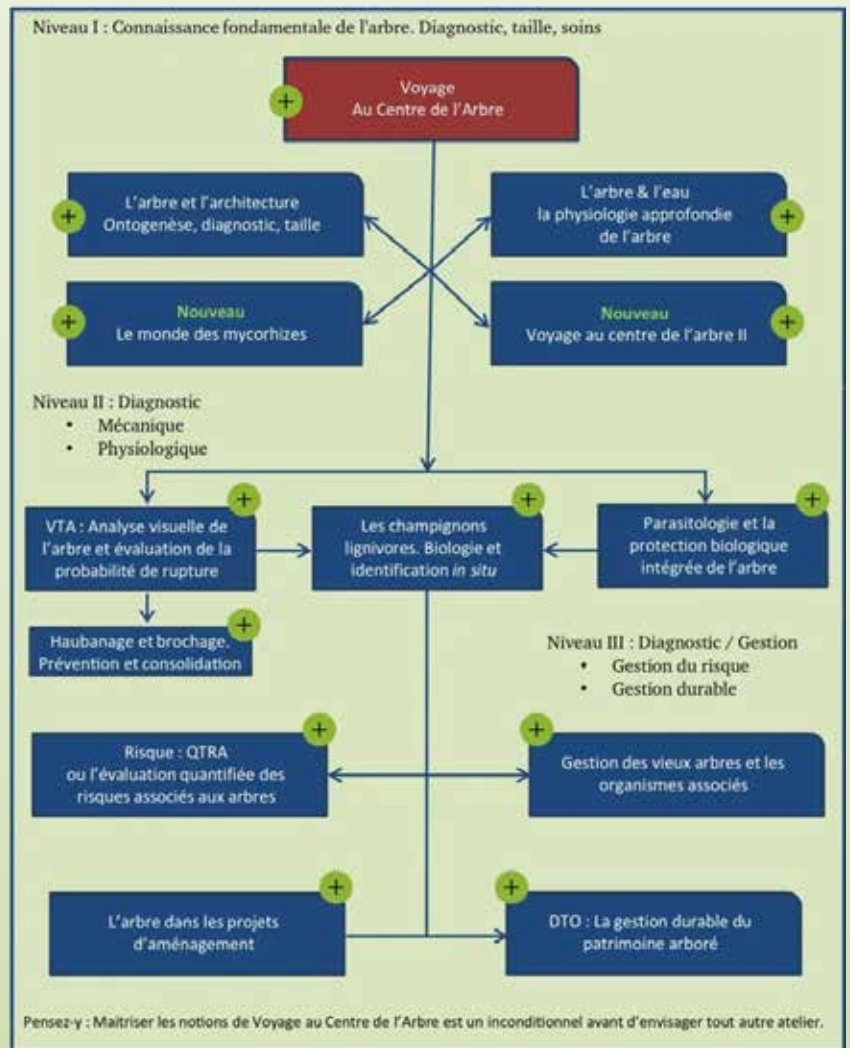 Niveau I : Connaissance fondamentale de l'arbre. Diagnostic, taille, soins
Voyage
Au Centre de l'Arbre
L'arbre et l'architecture
Ontogenèse, diagnostic, taille
L'arbre & l'eau
la physiologie approfondie
de l'arbre
Nouveau
Le monde des mycorhizes
Nouveau
Voyage au centre de l'arbre II
Niveau II : Diagnostic
• Mécanique
• Physiologique
VTA : Analyse visuelle de
l'arbre et évaluation de la
probabilité de rupture
Les champignons
lignivores. Biologie et
identification in situ
Parasitologie et la
protection biologique
intégrée de l'arbre
Haubanage et brochage.
Prévention et consolidation
Niveau III : Diagnostic / Gestion
• Gestion du risque
• Gestion durable
Risque : QTRA
ou l'évaluation quantifiée des
risques associés aux arbres
Gestion des vieux arbres et les
organismes associés
L'arbre dans les projets
d'aménagement
DTO : La gestion durable du
patrimoine arboré
Pensez-y : Maitriser les notions de Voyage au Centre de l'Arbre est un inconditionnel avant d'envisager tout autre atelier.